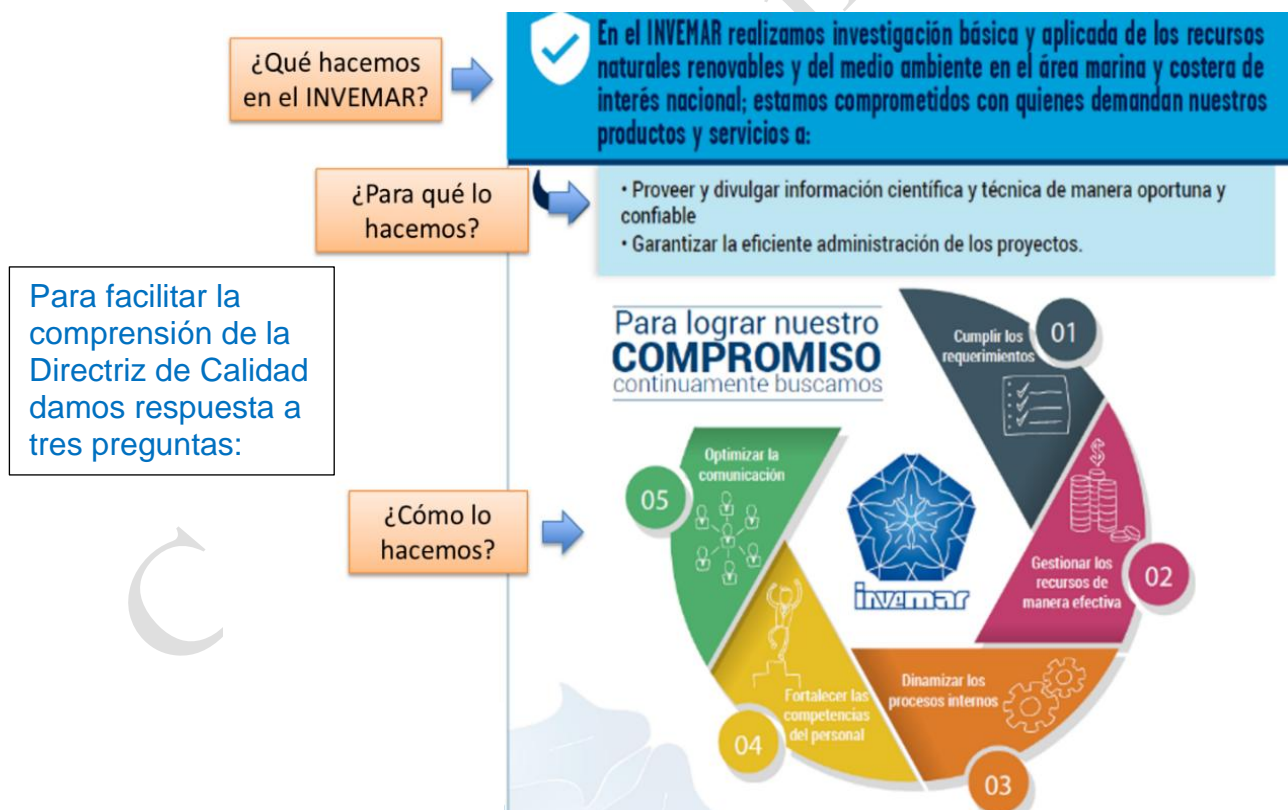 ¿Qué hacemos
en el INVEMAR?
En el INVEMAR realizamos investigación básica y aplicada de los recursos
naturales renovables y del medio ambiente en el área marina y costera de
interés nacional; estamos comprometidos con quienes demandan nuestros
productos y servicios a:
¿Para qué lo
hacemos?
• Proveer y divulgar información científica y técnica de manera oportuna y
confiable
• Garantizar la eficiente administración de los proyectos.
Para facilitar la
comprensión de la
Directriz de Calidad
damos respuesta a
tres preguntas:
¿Cómo lo
hacemos?
Para lograr nuestro
COMPROMISO
continuamente buscamos
Cumplir los
requerimientos
01
Gestionar los
recursos de
manera efectiva
02
Dinamizar los
procesos internos
03
Fortalecer las
competencias
del personal
04
Optimizar la
comunicación
05
invemar
C